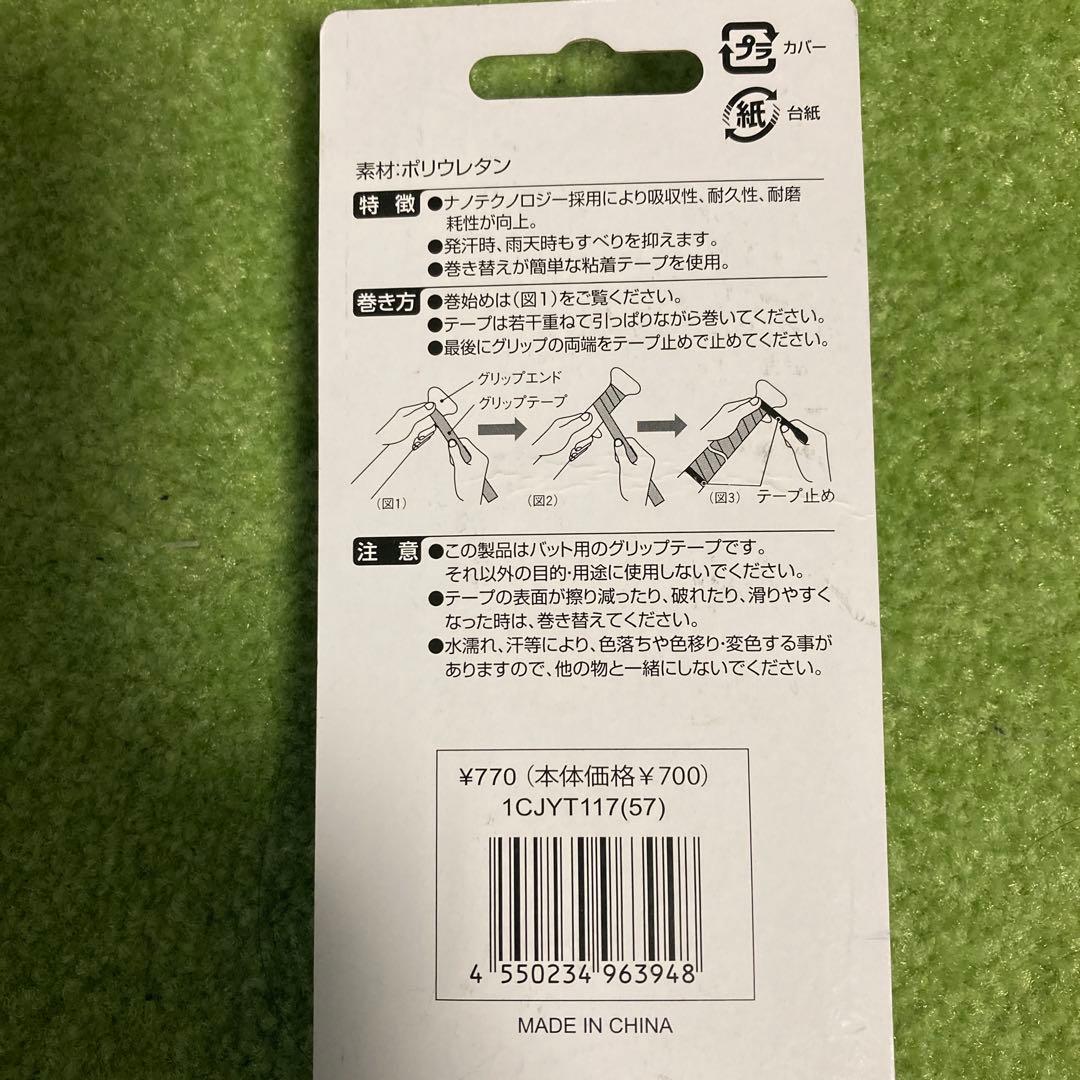 プラ カバー
紙 台紙
素材:ポリウレタン
特徴 ●ナノテクノロジー採用により吸収性、耐久性、耐磨
耗性が向上。
●発汗時、雨天時もすべりを抑えます。
●巻き替えが簡単な粘着テープを使用。
巻き方 ●巻始めは(図1)をご覧ください。
●テープは若干重ねて引っぱりながら巻いてください。
●最後にグリップの両端をテープ止めで止めてください。
グリップエンド
グリップテープ
(図1) (図2) (図3) テープ止め
注意 ●この製品はバット用のグリップテープです。
それ以外の目的・用途に使用しないでください。
●テープの表面が擦り減ったり、破れたり、滑りやすく
なった時は、巻き替えてください。
●水濡れ、汗等により、色落ちや色移り・変色する事が
ありますので、他の物と一緒にしないでください。
¥770(本体価格¥700)
1CJYT117(57)
4 550234 963948
MADE IN CHINA